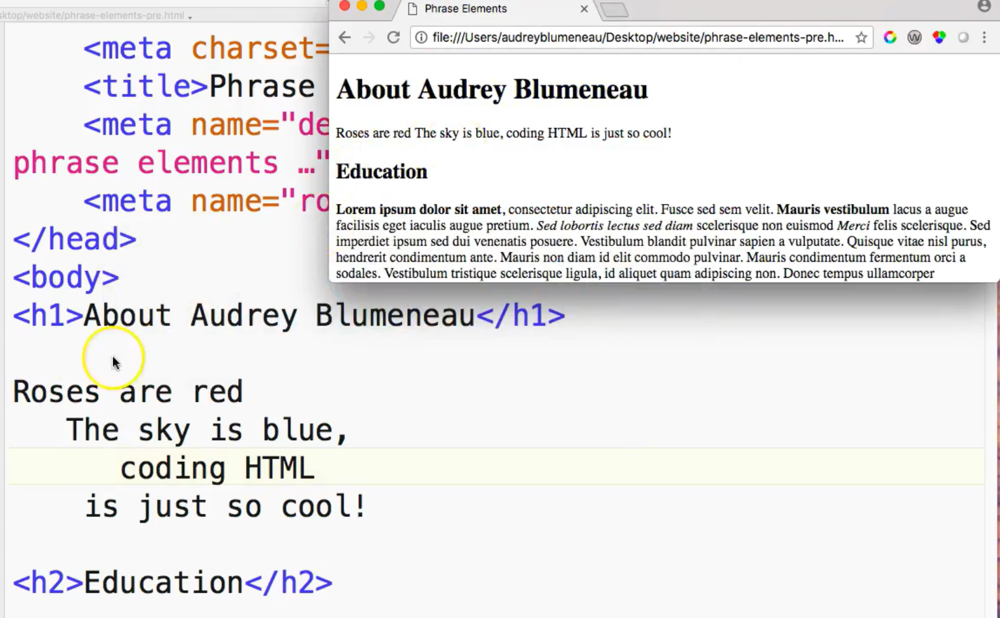 sktop/website/phrase-elements-pre.html
<meta charset=
<title>Phrase
<meta name="de
phrase elements …"
<meta name="ro
</head>
<body>
<h1>About Audrey Blumeneau</h1>
Roses are red
The sky is blue,
coding HTML
is just so cool!
<h2>Education</h2>
Phrase Elements
file:///Users/audreyblumeneau/Desktop/website/phrase-elements-pre.h...
W
About Audrey Blumeneau
Roses are red The sky is blue, coding HTML is just so cool!
Education
Lorem ipsum dolor sit amet, consectetur adipiscing elit. Fusce sed sem velit. Mauris vestibulum lacus a augue
facilisis eget iaculis augue pretium. Sed lobortis lectus sed diam scelerisque non euismod Merci felis scelerisque. Sed
imperdiet ipsum sed dui venenatis posuere. Vestibulum blandit pulvinar sapien a vulputate. Quisque vitae nisl purus,
hendrerit condimentum ante. Mauris non diam id elit commodo pulvinar. Mauris condimentum fermentum orci a
sodales. Vestibulum tristique scelerisque ligula, id aliquet quam adipiscing non. Donec tempus ullamcorper